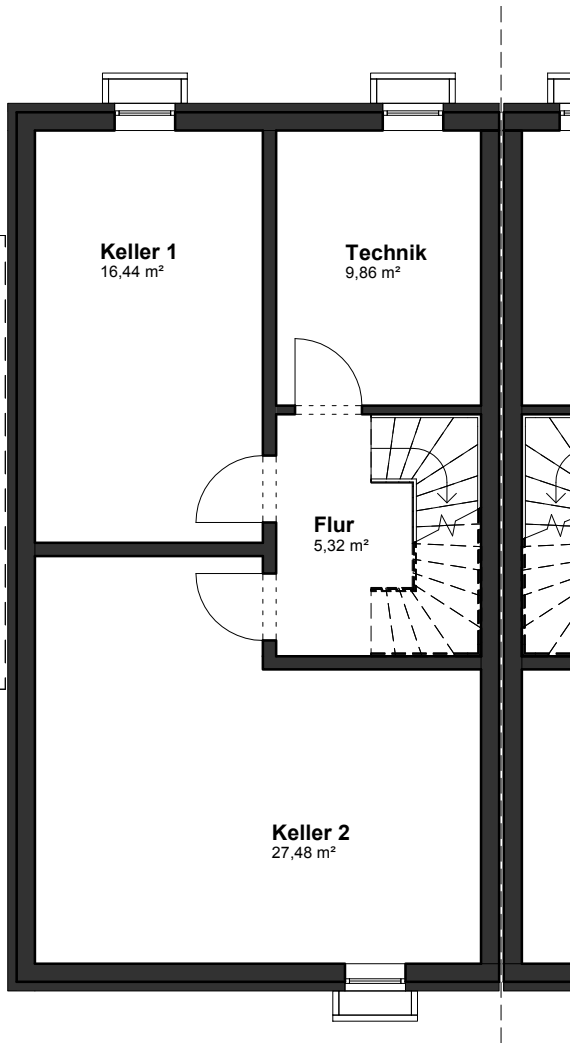 Keller 1
16,44 m²
Technik
9,86 m²
Flur
5,32 m²
Keller 2
27,48 m²